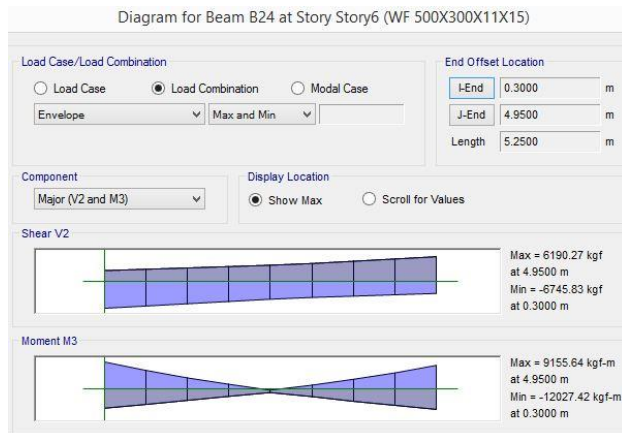 Diagram for Beam B24 at Story Story6 (WF 500X300X11X15)
Load Case/Load Combination
Load Case
Load Combination
Modal Case
Envelope
Max and Min
End Offset Location
I-End 0.3000 m
J-End 4.9500 m
Length 5.2500 m
Component
Major (V2 and M3)
Display Location
Show Max
Scroll for Values
Shear V2
Max = 6190.27 kgf
at 4.9500 m
Min = -6745.83 kgf
at 0.3000 m
Moment M3
Max = 9155.64 kgf-m
at 4.9500 m
Min = -12027.42 kgf-m
at 0.3000 m